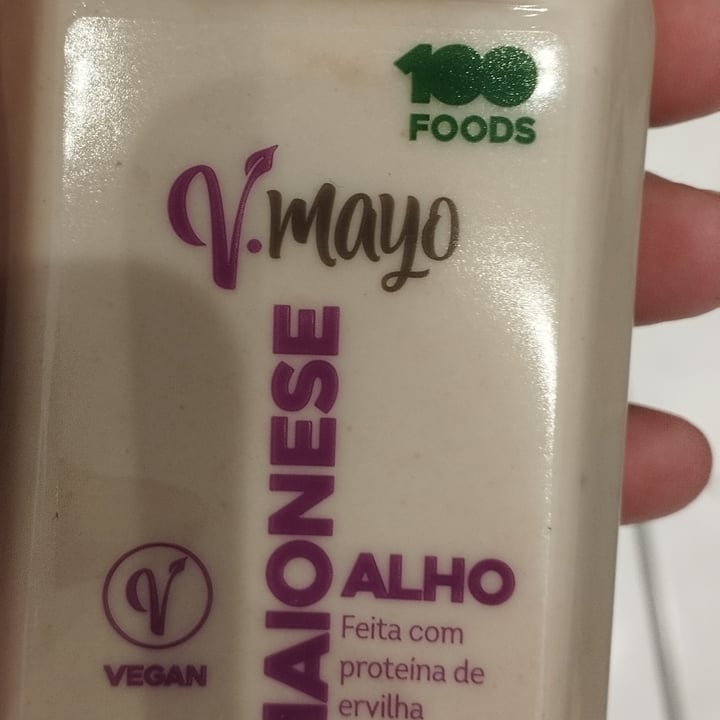 100
FOODS
V.mayo
MAIONESE
ALHO
Feita com
proteína de
ervilha
V
VEGAN